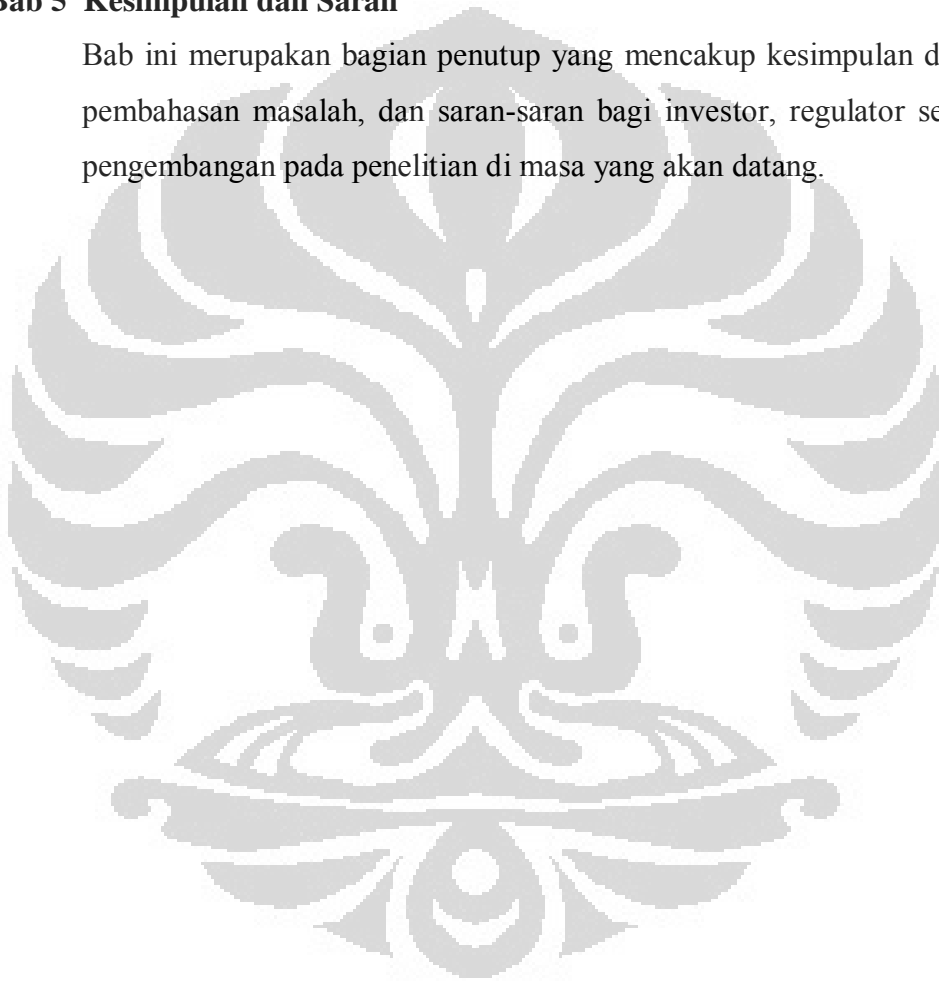 Bab 5 Kesimpulan dan Saran
Bab ini merupakan bagian penutup yang mencakup kesimpulan d
pembahasan masalah, dan saran-saran bagi investor, regulator se
pengembangan pada penelitian di masa yang akan datang.